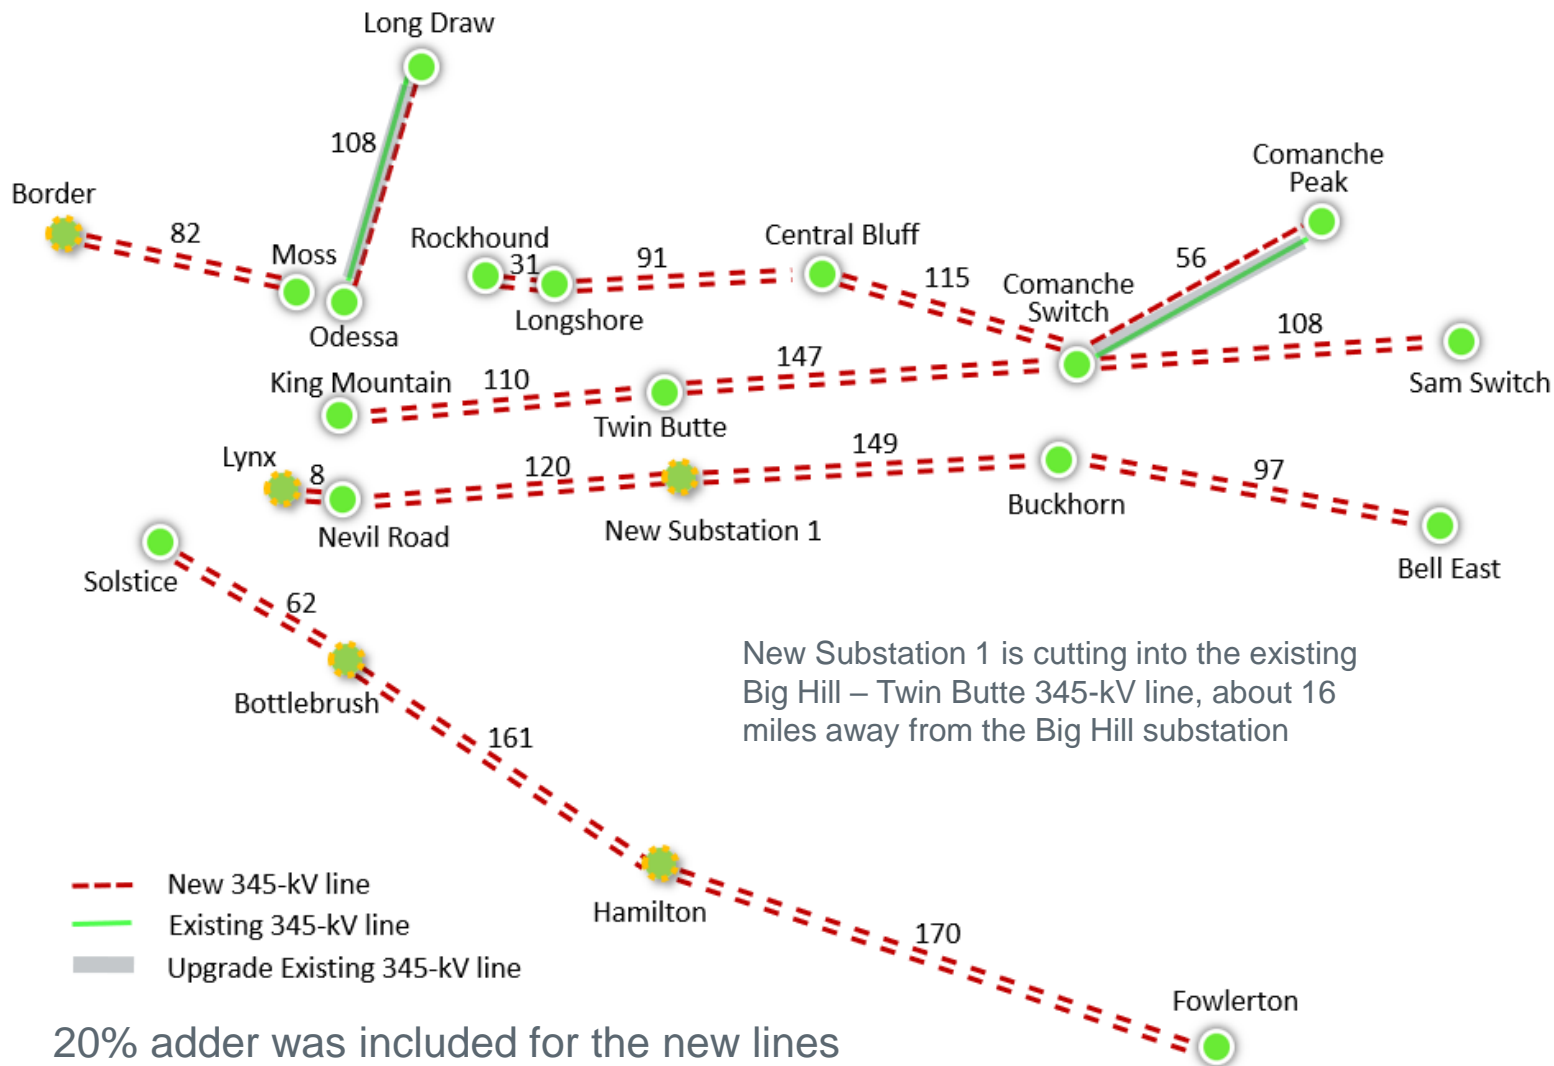 Long Draw
108
Comanche
Peak
Border
82
Moss
Rockhound
31
91
Central Bluff
115
56
Comanche
Switch
Odessa
Longshore
108
147
King Mountain
110
Sam Switch
Twin Butte
Lynx
8
120
149
97
Nevil Road
New Substation 1
Buckhorn
Solstice
Bell East
62
Bottlebrush
New Substation 1 is cutting into the existing
Big Hill – Twin Butte 345-kV line, about 16
miles away from the Big Hill substation
161
New 345-kV line
Existing 345-kV line
Upgrade Existing 345-kV line
Hamilton
170
Fowlerton
20% adder was included for the new lines